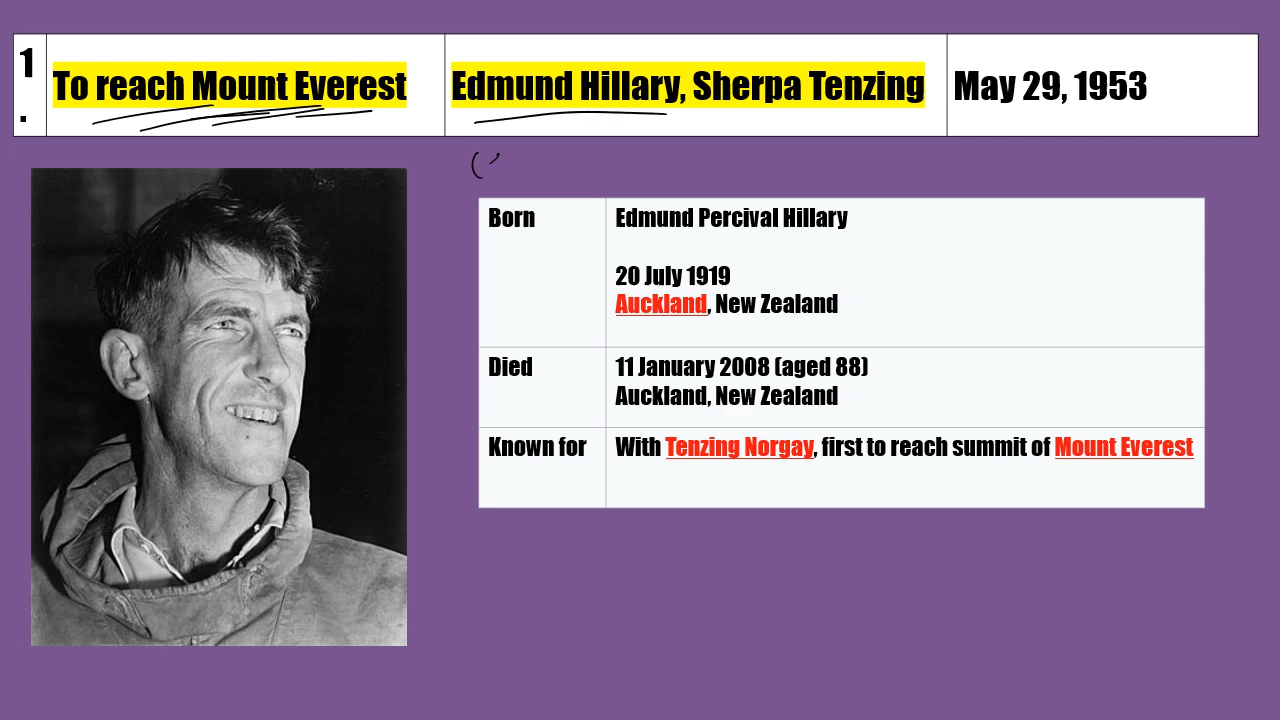 1
.
To reach Mount Everest
Edmund Hillary, Sherpa Tenzing
May 29, 1953
Born
Edmund Percival Hillary
20 July 1919
Auckland, New Zealand
Died
11 January 2008 (aged 88)
Auckland, New Zealand
Known for
With Tenzing Norgay, first to reach summit of Mount Everest